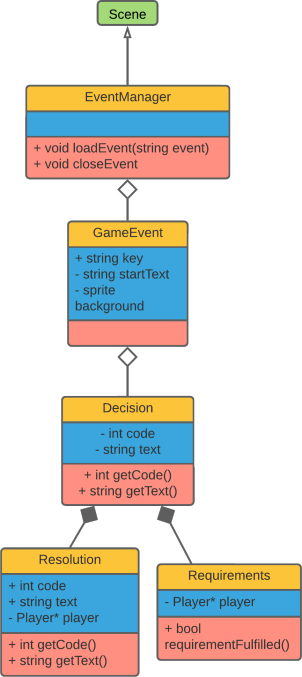 Scene
EventManager
+ void loadEvent(string event)
+ void closeEvent
GameEvent
+ string key
- string startText
- sprite
background
Decision
- int code
- string text
+ int getCode()
+ string getText()
Resolution
+ int code
+ string text
- Player* player
+ int getCode()
+ string getText()
Requirements
- Player* player
+ bool
requirementFulfilled()